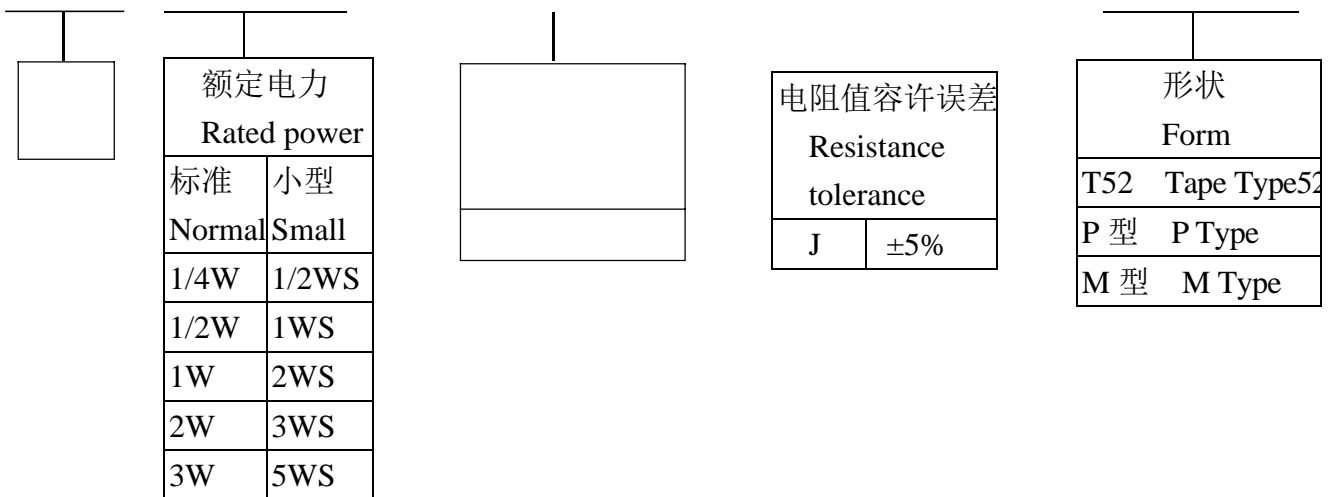 额定电力
Rated power
标准 小型
Normal Small
1/4W 1/2WS
1/2W 1WS
1W 2WS
2W 3WS
3W 5WS
电阻值容许误差
Resistance
tolerance
J ±5%
形状
Form
T52 Tape Type52
P 型 P Type
M 型 M Type